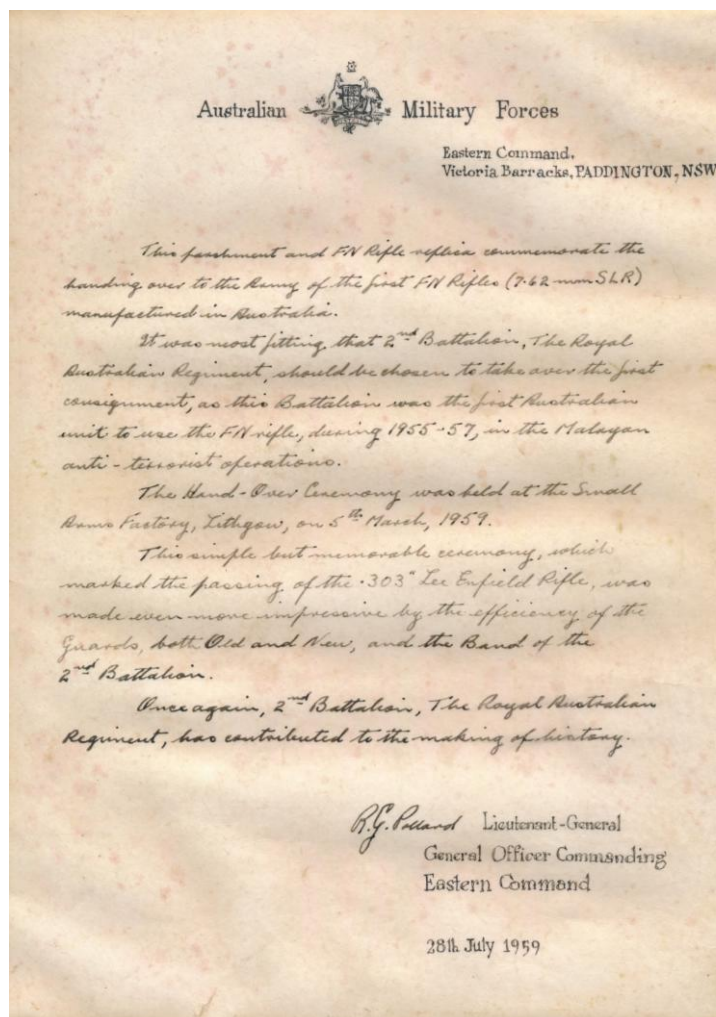 Australian Military Forces
Eastern Command,
Victoria Barracks, PADDINGTON, NSW
This parchment and FN Rifle replica commemorate the
handing over to the Army of the first FN Rifles (7.62 mm SLR)
manufactured in Australia.
It was most fitting that 2nd Battalion, The Royal
Australian Regiment, should be chosen to take over the first
consignment, as this Battalion was the first Australian
unit to use the FN rifle, during 1955-57, in the Malayan
anti-terrorist operations.
The Hand-Over Ceremony was held at the Small
Arms Factory, Lithgow, on 5th March, 1959.
This simple but memorable ceremony, which
marked the passing of the .303" Lee Enfield Rifle, was
made even more impressive by the efficiency of the
Guards, both Old and New, and the Band of the
2nd Battalion.
Once again, 2nd Battalion, The Royal Australian
Regiment, has contributed to the making of history.
R.G. Pollard Lieutenant-General
General Officer Commanding
Eastern Command
28th July 1959